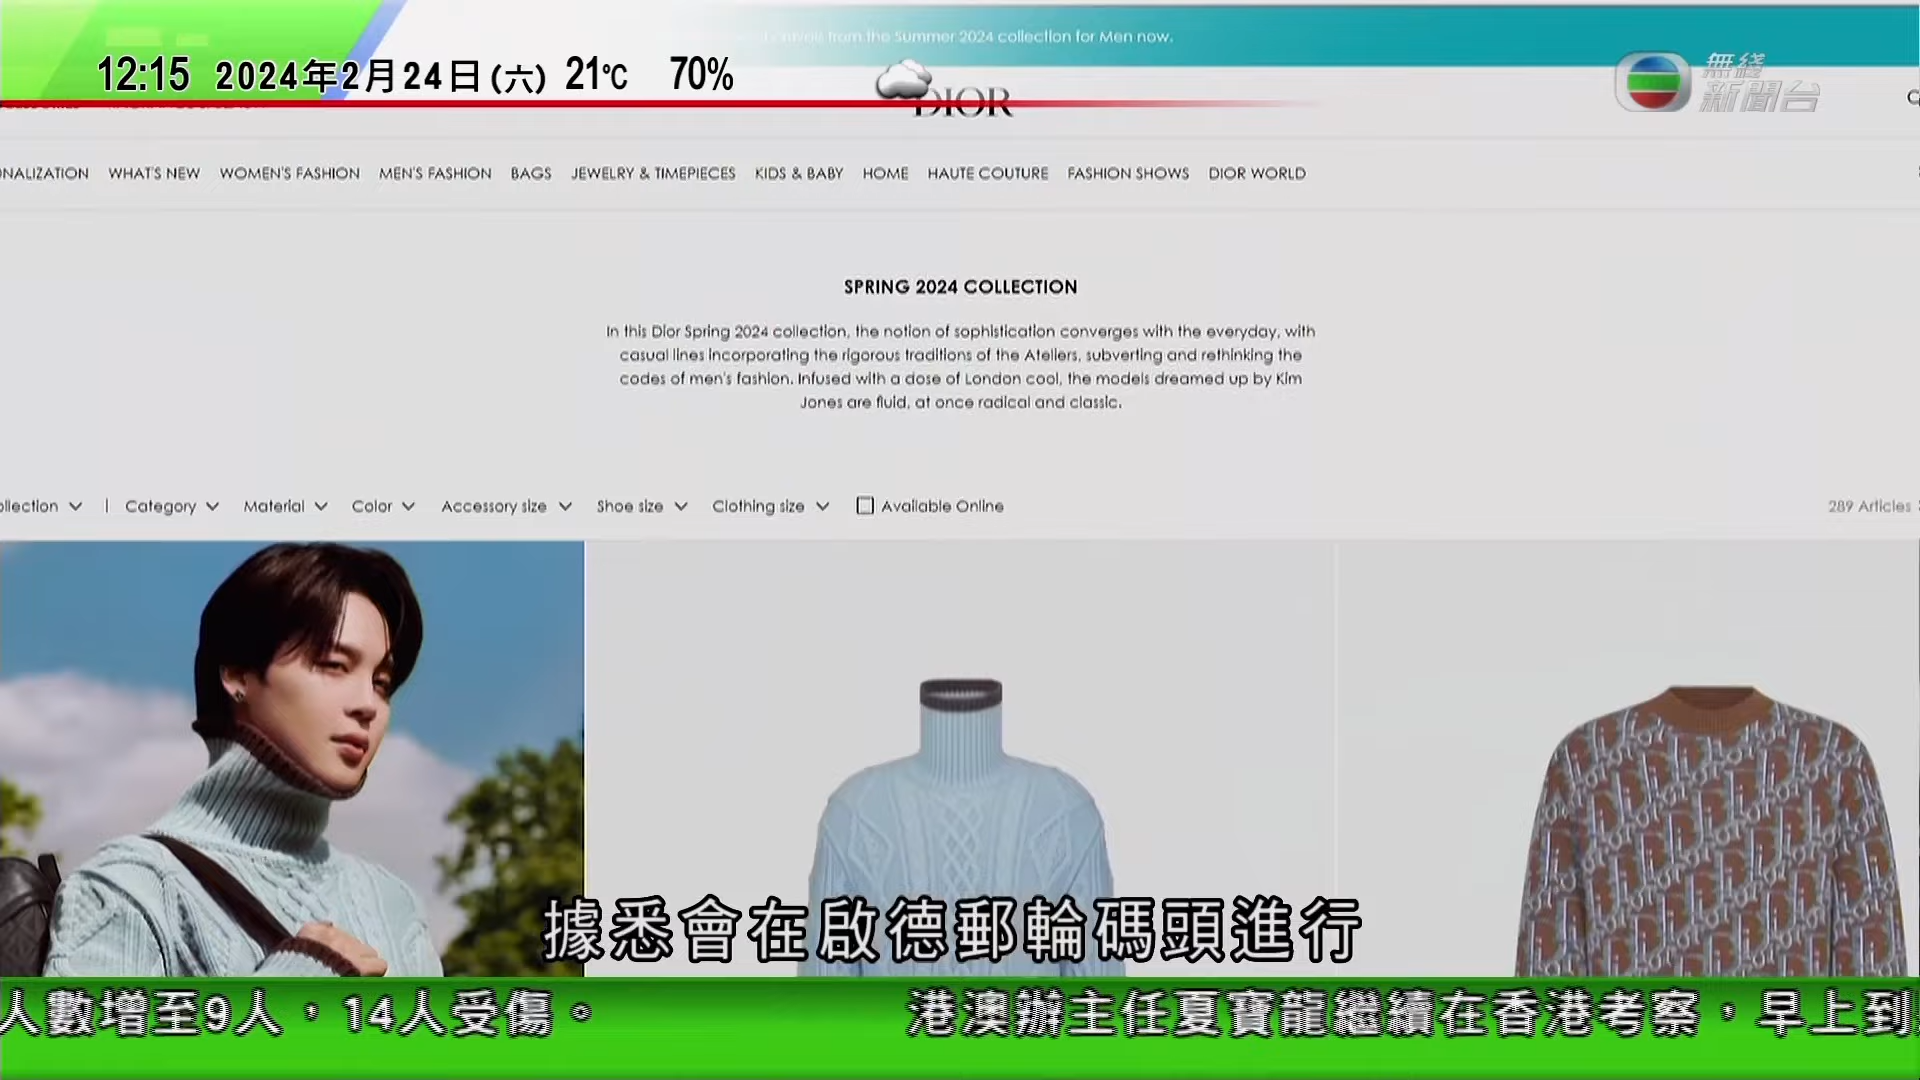 from the Summer 2024 collection for Men now.
12:15 2024年2月24日(六) 21℃ 70%
無綫
新聞台
DIOR
NALIZATION WHAT'S NEW WOMEN'S FASHION MEN'S FASHION BAGS JEWELRY & TIMEPIECES KIDS & BABY HOME HAUTE COUTURE FASHION SHOWS DIOR WORLD
SPRING 2024 COLLECTION
In this Dior Spring 2024 collection, the notion of sophistication converges with the everyday, with
casual lines incorporating the rigorous traditions of the Ateliers, subverting and rethinking the
codes of men's fashion. Infused with a dose of London cool, the models dreamed up by Kim
Jones are fluid, at once radical and classic.
ollection | Category Material Color Accessory size Shoe size Clothing size Available Online 289 Articles
據悉會在啟德郵輪碼頭進行
人數增至9人，14人受傷。 港澳辦主任夏寶龍繼續在香港考察，早上到